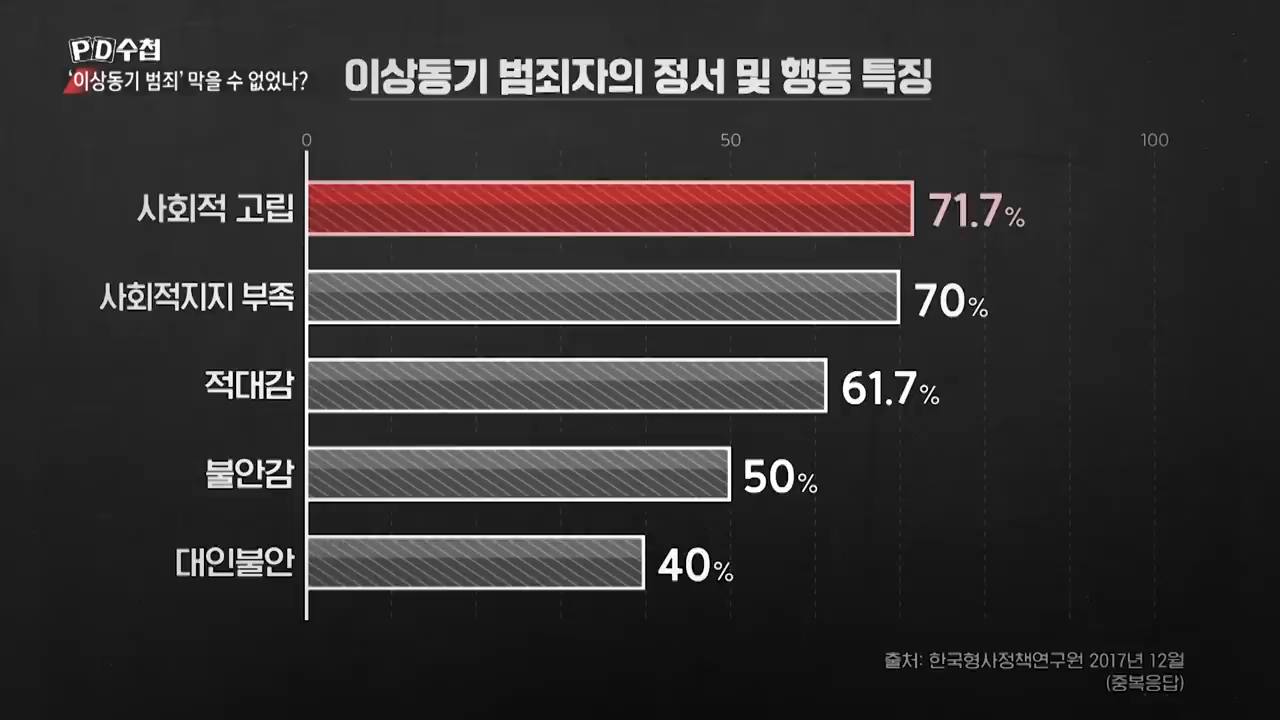 PD수첩
'이상동기 범죄' 막을 수 없었나?
이상동기 범죄자의 정서 및 행동 특징
0 50 100
사회적 고립 71.7%
사회적지지 부족 70%
적대감 61.7%
불안감 50%
대인불안 40%
출처: 한국형사정책연구원 2017년 12월
(중복응답)